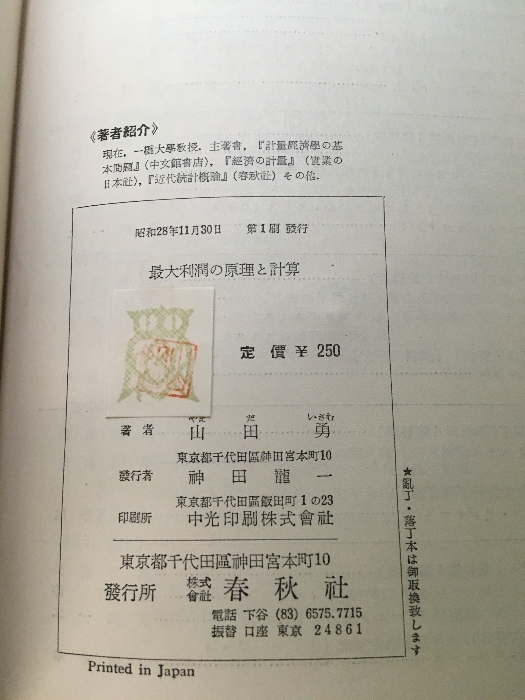 《著者紹介》
現在，一橋大學教授．主著書，『計量經濟學の基
本問題』（中文館書店），『經濟の計量』（實業の
日本社），『近代統計概論』（春秋社）その他．
昭和28年11月30日　第1刷 發行
最大利潤の原理と計算
定價 ¥ 250
やま だ いさむ
著者 山田勇
東京都千代田區神田宮本町10
發行者 神田龍一
東京都千代田區飯田町1の23
印刷所 中光印刷株式會社
東京都千代田區神田宮本町10
發行所 株式會社 春秋社
電話 下谷 (83) 6575.7715
振替 口座 東京 24861
★亂丁・落丁本は御取換致します
Printed in Japan